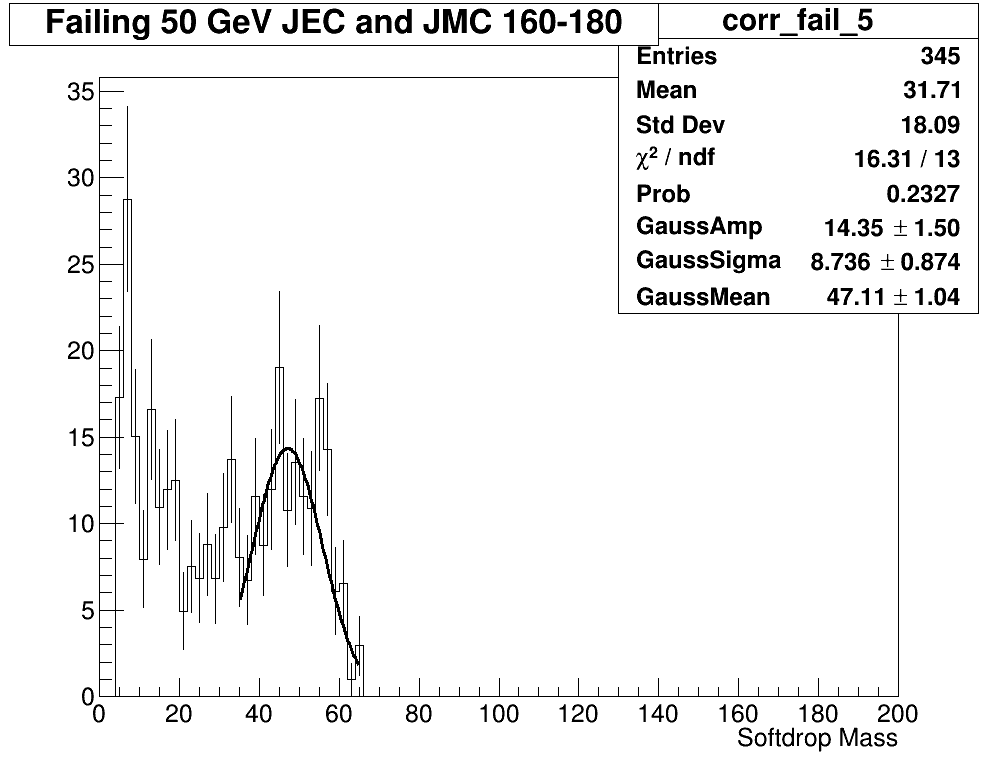 Failing 50 GeV JEC and JMC 160-180
corr_fail_5
Entries 345
Mean 31.71
Std Dev 18.09
χ² / ndf 16.31 / 13
Prob 0.2327
GaussAmp 14.35 ± 1.50
GaussSigma 8.736 ± 0.874
GaussMean 47.11 ± 1.04
35
30
25
20
15
10
5
0
0 20 40 60 80 100 120 140 160 180 200
Softdrop Mass